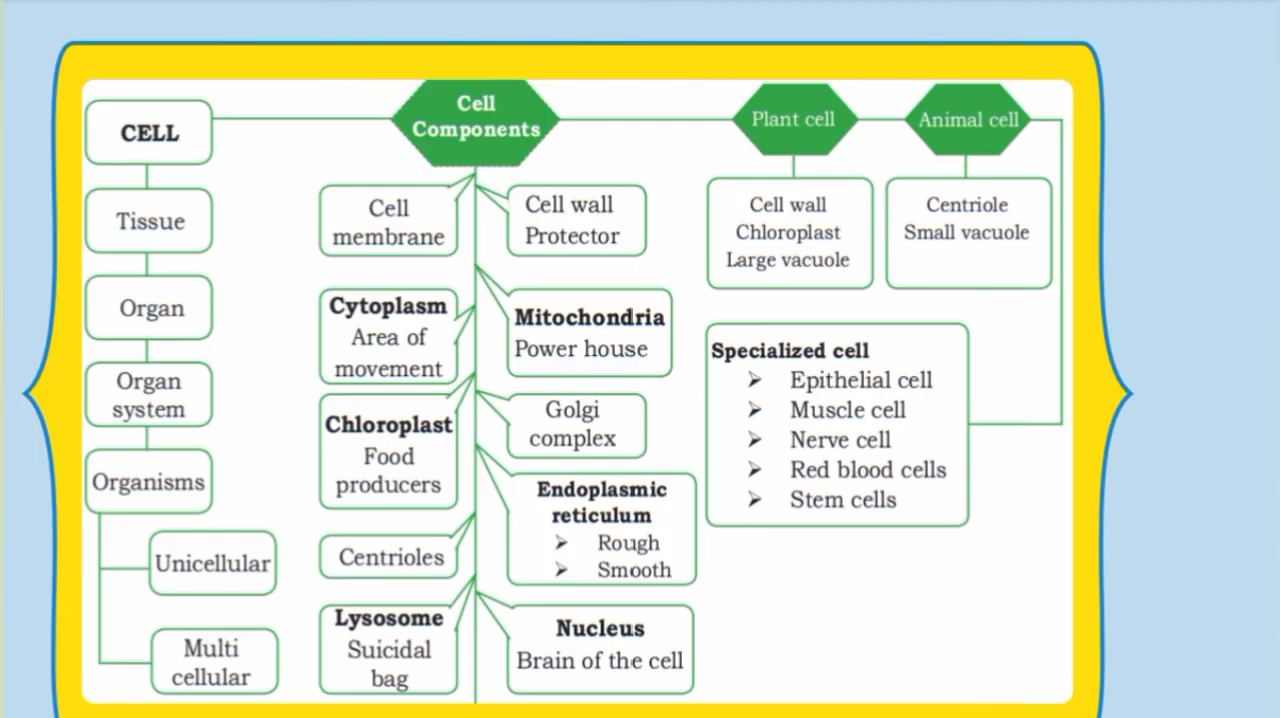 CELL
Tissue
Organ
Organ
system
Organisms
Unicellular
Multi
cellular
Cell
Components
Cell
membrane
Cell wall
Protector
Cytoplasm
Area of
movement
Mitochondria
Power house
Chloroplast
Food
producers
Golgi
complex
Endoplasmic
reticulum
➢ Rough
➢ Smooth
Centrioles
Lysosome
Suicidal
bag
Nucleus
Brain of the cell
Plant cell
Cell wall
Chloroplast
Large vacuole
Animal cell
Centriole
Small vacuole
Specialized cell
➢ Epithelial cell
➢ Muscle cell
➢ Nerve cell
➢ Red blood cells
➢ Stem cells